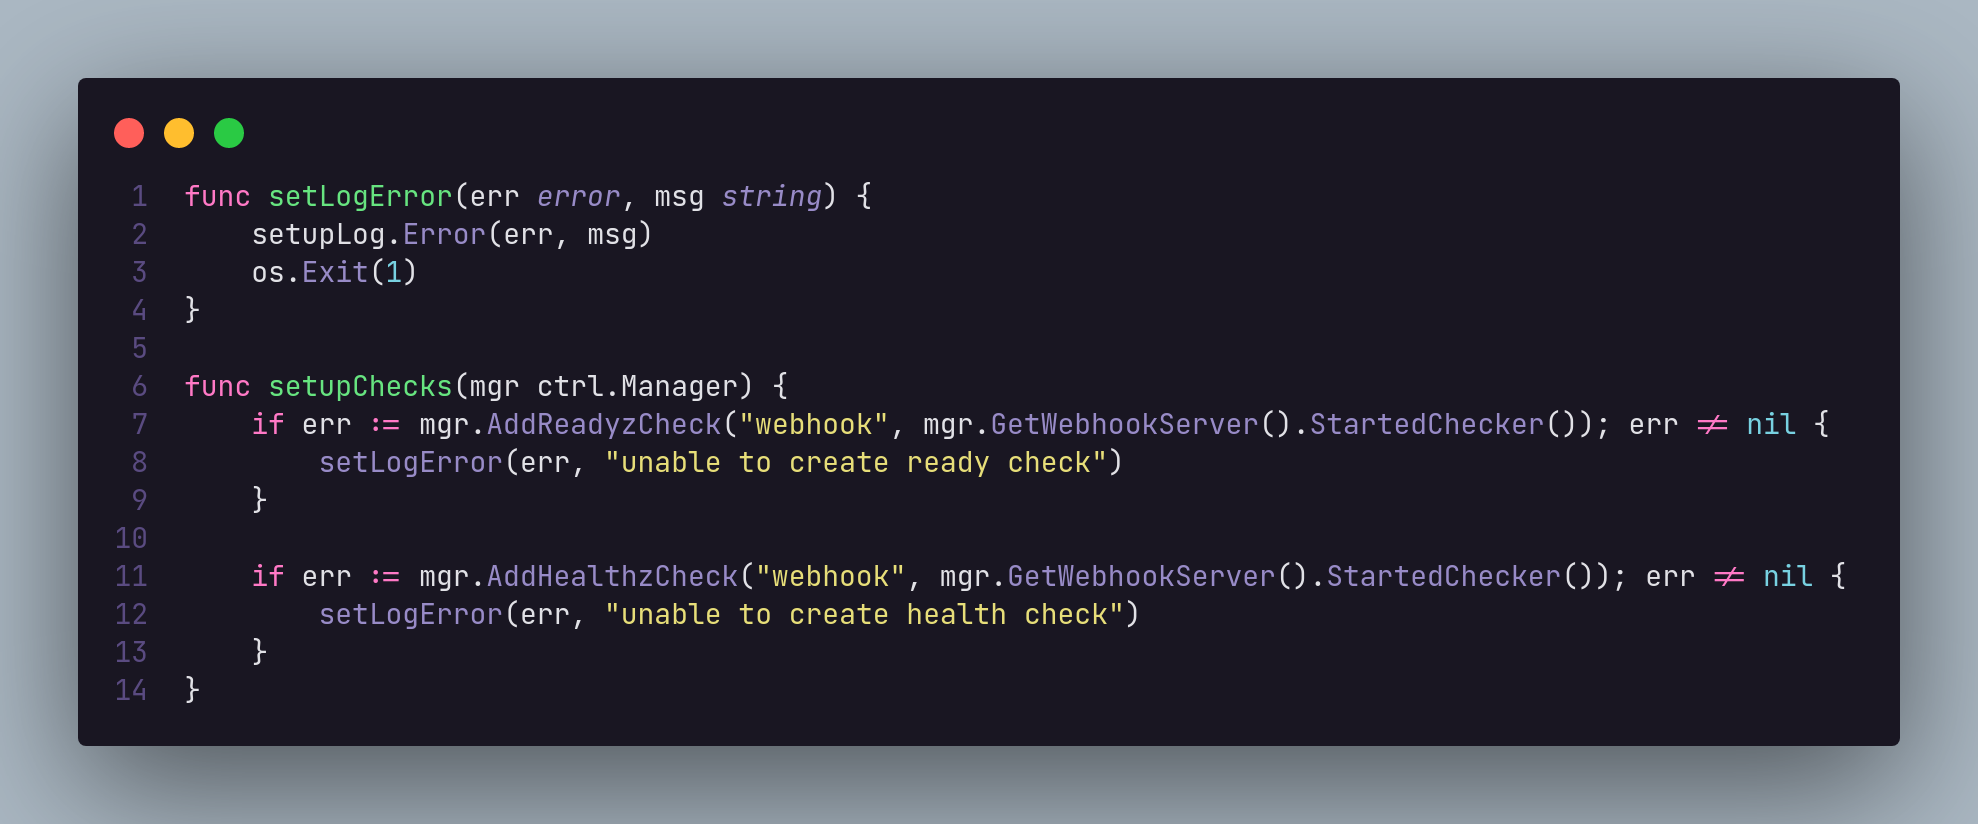 1 func setLogError(err error, msg string) {
2     setupLog.Error(err, msg)
3     os.Exit(1)
4 }
5
6 func setupChecks(mgr ctrl.Manager) {
7     if err := mgr.AddReadyzCheck("webhook", mgr.GetWebhookServer().StartedChecker()); err != nil {
8         setLogError(err, "unable to create ready check")
9     }
10
11     if err := mgr.AddHealthzCheck("webhook", mgr.GetWebhookServer().StartedChecker()); err != nil {
12         setLogError(err, "unable to create health check")
13     }
14 }